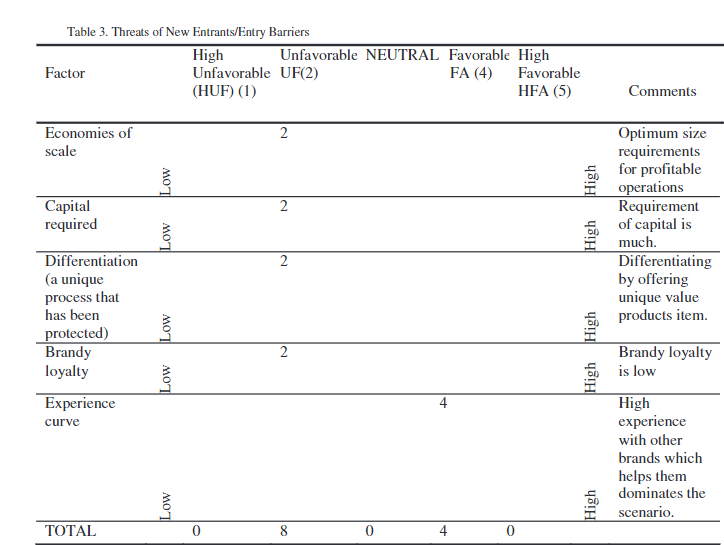 Table 3. Threats of New Entrants/Entry Barriers
Factor High Unfavorable (HUF) (1) Unfavorable UF(2) NEUTRAL Favorable FA (4) High Favorable HFA (5) Comments
Economies of 2 Optimum size
scale requirements
for profitable
Low High operations
Capital 2 Requirement
required of capital is
Low High much.
Differentiation 2 Differentiating
(a unique by offering
process that unique value
has been products item.
protected) Low High
Brandy 2 Brandy loyalty
loyalty Low High is low
Experience 4 High
curve experience
with other
brands which
helps them
dominates the
Low High scenario.
TOTAL 0 8 0 4 0